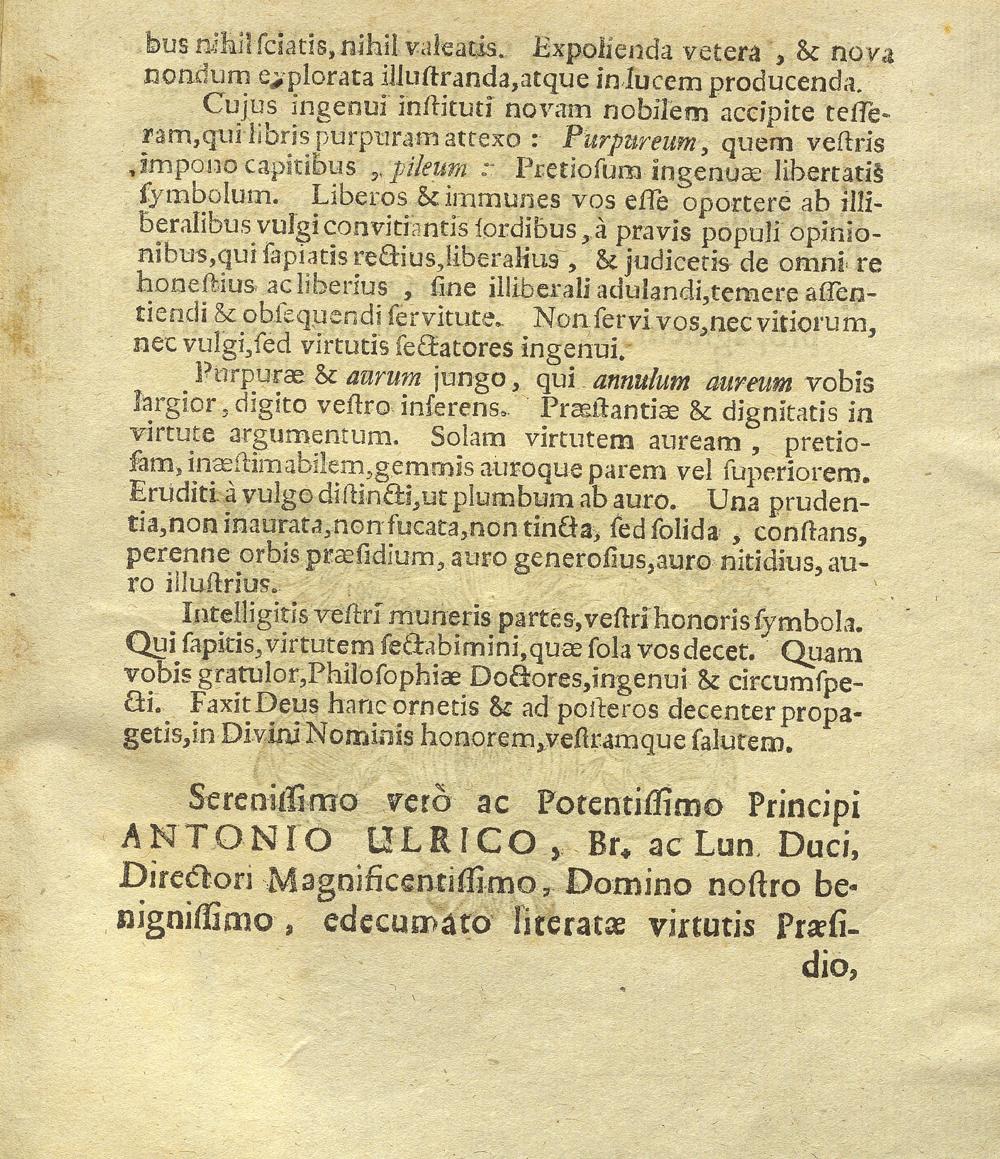 bus nihil ſciatis, nihil valeatis. Expolienda vetera , & nova
nondum explorata illuſtranda,atque in lucem producenda.
Cujus ingenui inſtituti novam nobilem accipite teſſe-
ram,qui libris purpuram attexo : Purpureum, quem veſtris
impono capitibus , pileum : Pretioſum ingenuæ libertatis
ſymbolum. Liberos & immunes vos eſſe oportere ab illi-
beralibus vulgi convitiantis ſordibus, à pravis populi opinio-
nibus,qui ſapiatis rectius,liberalius , & judicetis de omni re
honeſtius ac liberius , ſine illiberali adulandi,temere aſſen-
tiendi & obſequendi ſervitute. Non ſervi vos,nec vitiorum,
nec vulgi,ſed virtutis ſectatores ingenui.
Purpuræ & aurum jungo, qui annulum aureum vobis
largior, digito veſtro inſerens. Præſtantiæ & dignitatis in
virtute argumentum. Solam virtutem auream , pretio-
ſam, inæſtimabilem,gemmis auroque parem vel ſuperiorem.
Eruditi à vulgo diſtincti,ut plumbum ab auro. Una pruden-
tia,non inaurata,non fucata,non tincta, ſed ſolida , conſtans,
perenne orbis præſidium, auro generoſius,auro nitidius, au-
ro illuſtrius.
Intelligitis veſtri muneris partes,veſtri honoris ſymbola.
Qui ſapitis,virtutem ſectabimini,quæ ſola vos decet. Quam
vobis gratulor,Philoſophiæ Doctores,ingenui & circumſpe-
cti. Faxit Deus hanc ornetis & ad poſteros decenter propa-
getis,in Divini Nominis honorem,veſtramque ſalutem.
Sereniſſimo verò ac Potentiſſimo Principi
ANTONIO ULRICO, Br. ac Lun. Duci,
Directori Magnificentiſſimo, Domino noſtro be-
nigniſſimo , edecumato literatæ virtutis Præſi-
dio,